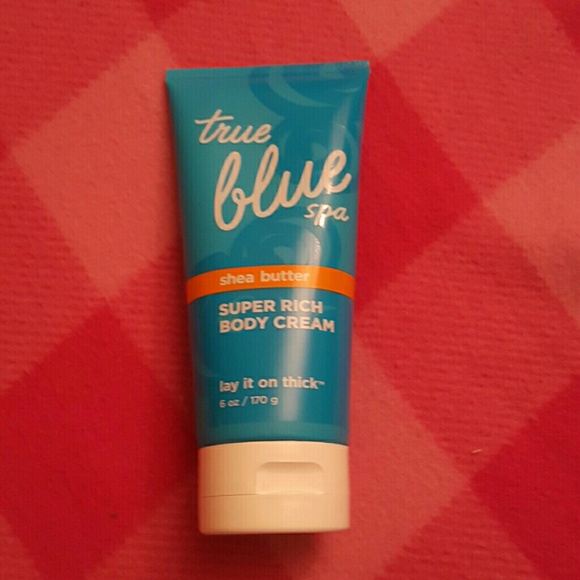 true
blue
spa
shea butter
SUPER RICH
BODY CREAM
lay it on thick™
6 oz / 170 g